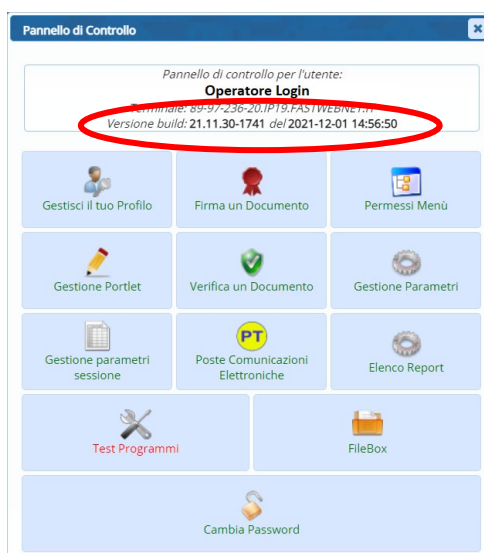 Pannello di Controllo
Pannello di controllo per l'utente:
Operatore Login
Terminale: 89-97-236-20.IP19.FASTWEBNET.IT
Versione build: 21.11.30-1741 del 2021-12-01 14:56:50
Gestisci il tuo Profilo
Firma un Documento
Permessi Menù
Gestione Portlet
Verifica un Documento
Gestione Parametri
Gestione parametri
sessione
PT
Poste Comunicazioni
Elettroniche
Elenco Report
Test Programmi
FileBox
Cambia Password